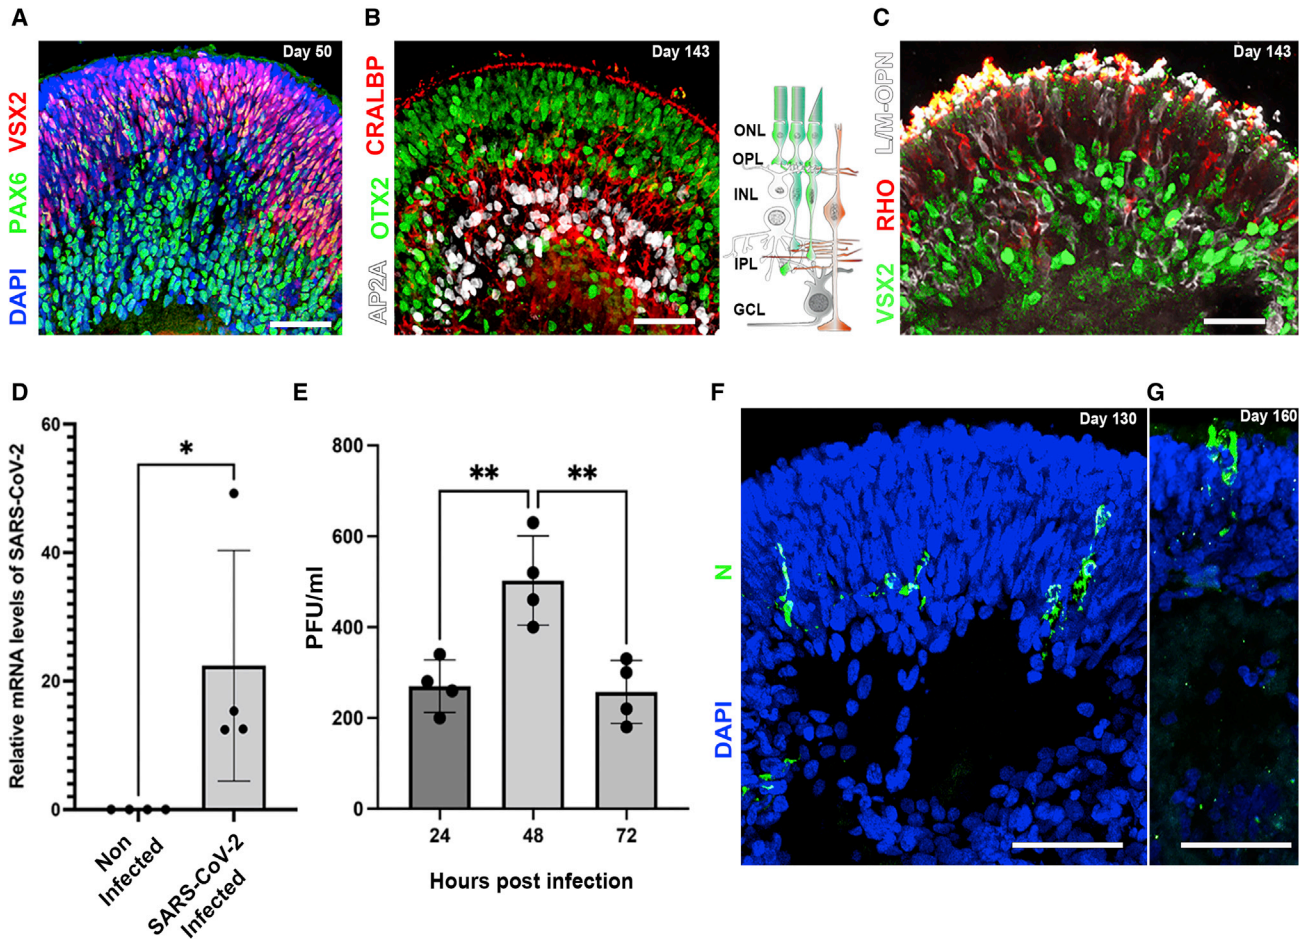 A
Day 50
DAPI PAX6 VSX2
B
Day 143
AP2A OTX2 CRALBP
ONL
OPL
INL
IPL
GCL
C
Day 143
VSX2 RHO L/M-OPN
D
Relative mRNA levels of SARS-CoV-2
60
40
20
0
*
Non
Infected
SARS-CoV-2
Infected
E
PFU/ml
800
600
400
200
0
** **
24 48 72
Hours post infection
F
Day 130
DAPI N
G
Day 160